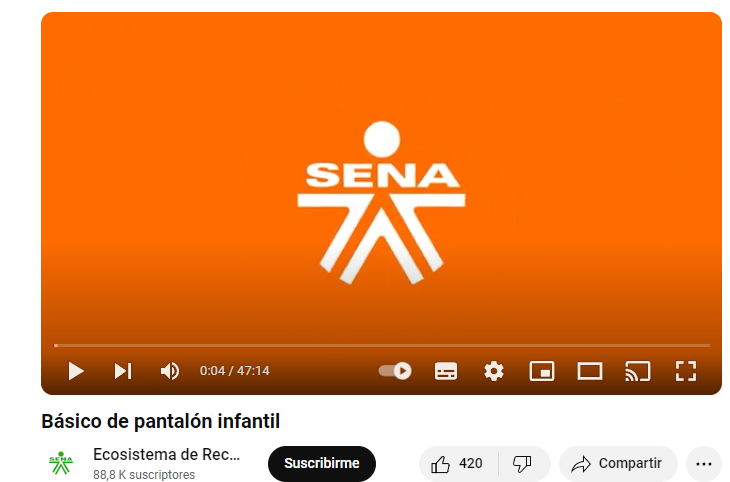 SENA
0:04 / 47:14
Básico de pantalón infantil
SENA
Ecosistema de Rec...
Suscribirme
420
Compartir
88,8 K suscriptores